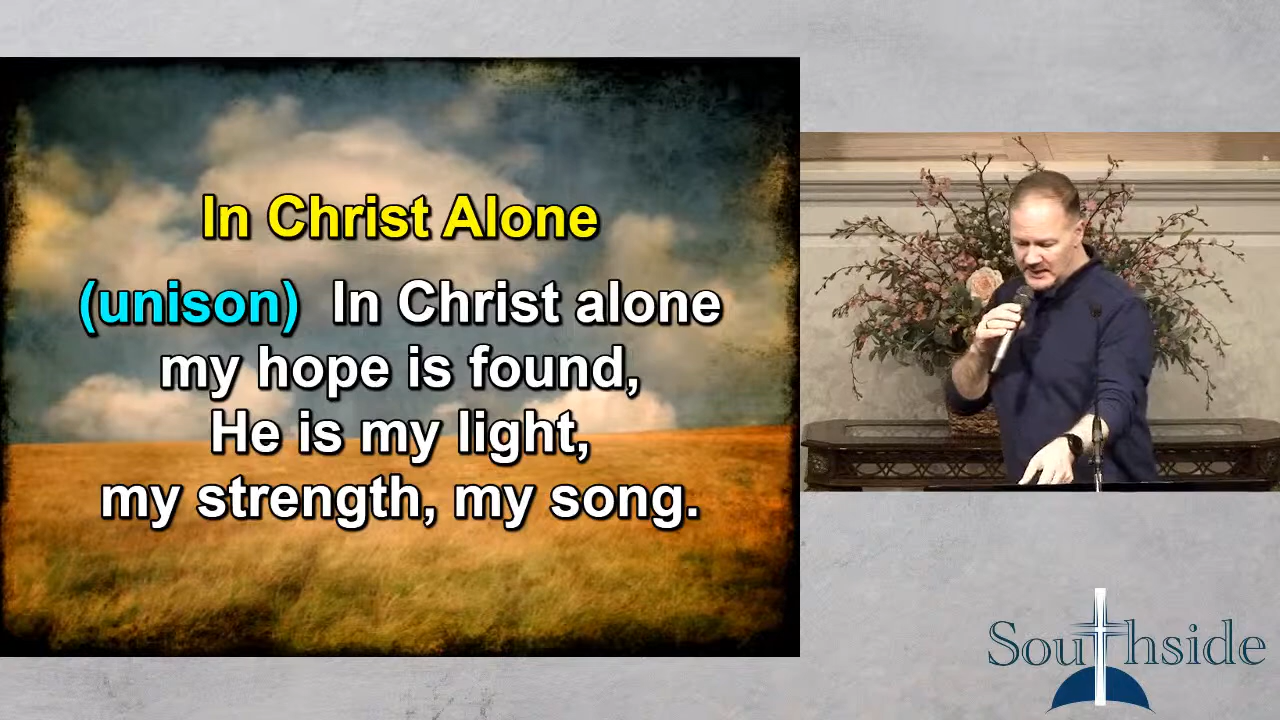 In Christ Alone
(unison) In Christ alone
my hope is found,
He is my light,
my strength, my song.
Southside